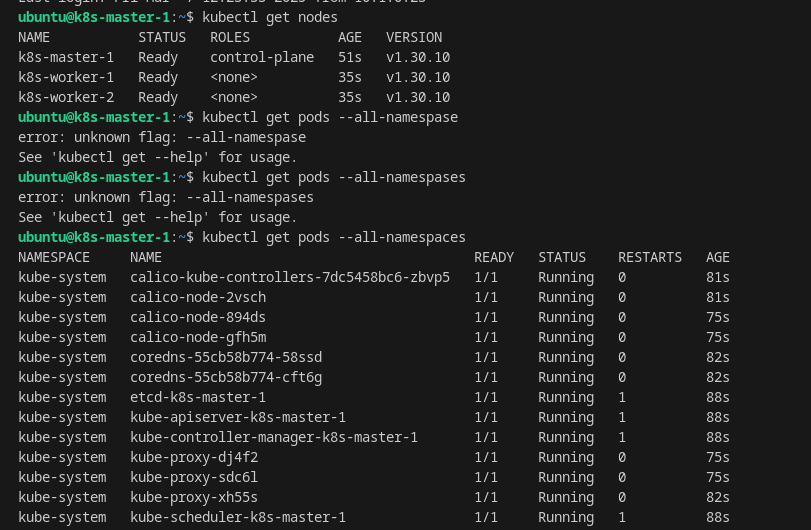 ubuntu@k8s-master-1:~$ kubectl get nodes
NAME           STATUS   ROLES           AGE   VERSION
k8s-master-1   Ready    control-plane   51s   v1.30.10
k8s-worker-1   Ready    <none>          35s   v1.30.10
k8s-worker-2   Ready    <none>          35s   v1.30.10
ubuntu@k8s-master-1:~$ kubectl get pods --all-namespase
error: unknown flag: --all-namespase
See 'kubectl get --help' for usage.
ubuntu@k8s-master-1:~$ kubectl get pods --all-namespases
error: unknown flag: --all-namespases
See 'kubectl get --help' for usage.
ubuntu@k8s-master-1:~$ kubectl get pods --all-namespaces
NAMESPACE     NAME                                       READY   STATUS    RESTARTS   AGE
kube-system   calico-kube-controllers-7dc5458bc6-zbvp5   1/1     Running   0          81s
kube-system   calico-node-2vsch                          1/1     Running   0          81s
kube-system   calico-node-894ds                          1/1     Running   0          75s
kube-system   calico-node-gfh5m                          1/1     Running   0          75s
kube-system   coredns-55cb58b774-58ssd                   1/1     Running   0          82s
kube-system   coredns-55cb58b774-cft6g                   1/1     Running   0          82s
kube-system   etcd-k8s-master-1                          1/1     Running   1          88s
kube-system   kube-apiserver-k8s-master-1                1/1     Running   1          88s
kube-system   kube-controller-manager-k8s-master-1       1/1     Running   1          88s
kube-system   kube-proxy-dj4f2                           1/1     Running   0          75s
kube-system   kube-proxy-sdc6l                           1/1     Running   0          75s
kube-system   kube-proxy-xh55s                           1/1     Running   0          82s
kube-system   kube-scheduler-k8s-master-1                1/1     Running   1          88s